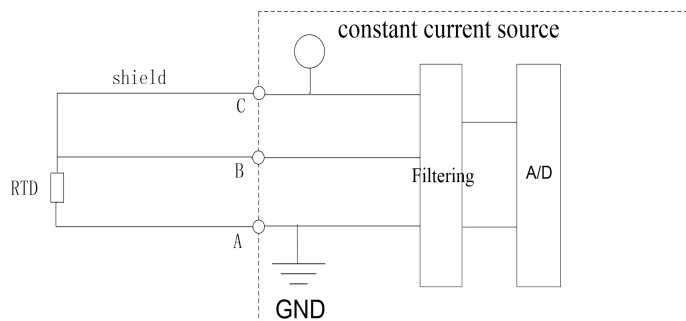 constant current source
shield
C
B
RTD
Filtering
A/D
A
GND